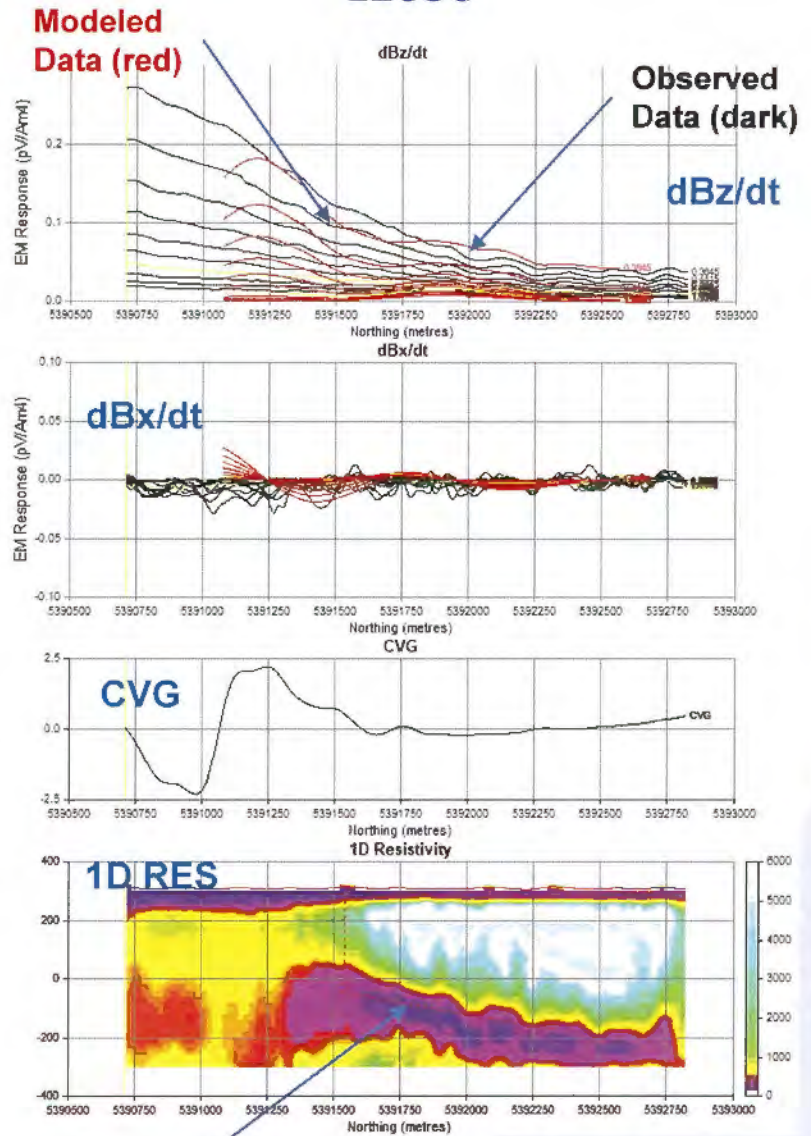 Modeled
Data (red)
dBz/dt
Observed
Data (dark)
dBz/dt
EM Response (pV/Am4)
0.2
0.1
0.0
0.3645
0.3645
5390500 5390750 5391000 5391250 5391500 5391750 5392000 5392250 5392500 5392750 5393000
Northing (metres)
dBx/dt
dBx/dt
EM Response (pV/Am4)
0.10
0.05
0.00
-0.05
-0.10
5390500 5390750 5391000 5391250 5391500 5391750 5392000 5392250 5392500 5392750 5393000
Northing (metres)
CVG
CVG
2.5
0.0
-2.5
CVG
5390500 5390750 5391000 5391250 5391500 5391750 5392000 5392250 5392500 5392750 5393000
Northing (metres)
1D Resistivity
1D RES
400
200
0
-200
-400
6000
5000
4000
3000
2000
1000
0
5390500 5390750 5391000 5391250 5391500 5391750 5392000 5392250 5392500 5392750 5393000
Northing (metres)